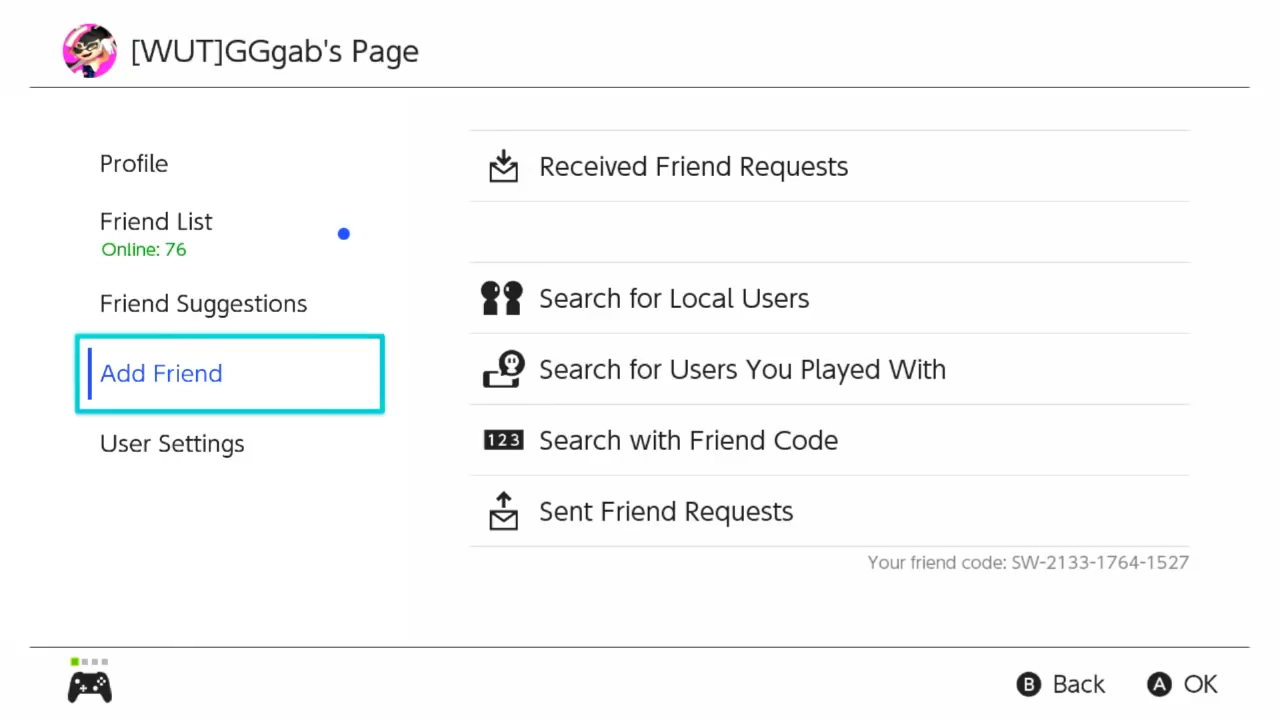 [WUT]GGgab's Page
Profile
Friend List
Online: 76
Friend Suggestions
Add Friend
User Settings
Received Friend Requests
Search for Local Users
Search for Users You Played With
123 Search with Friend Code
Sent Friend Requests
Your friend code: SW-2133-1764-1527
B Back A OK